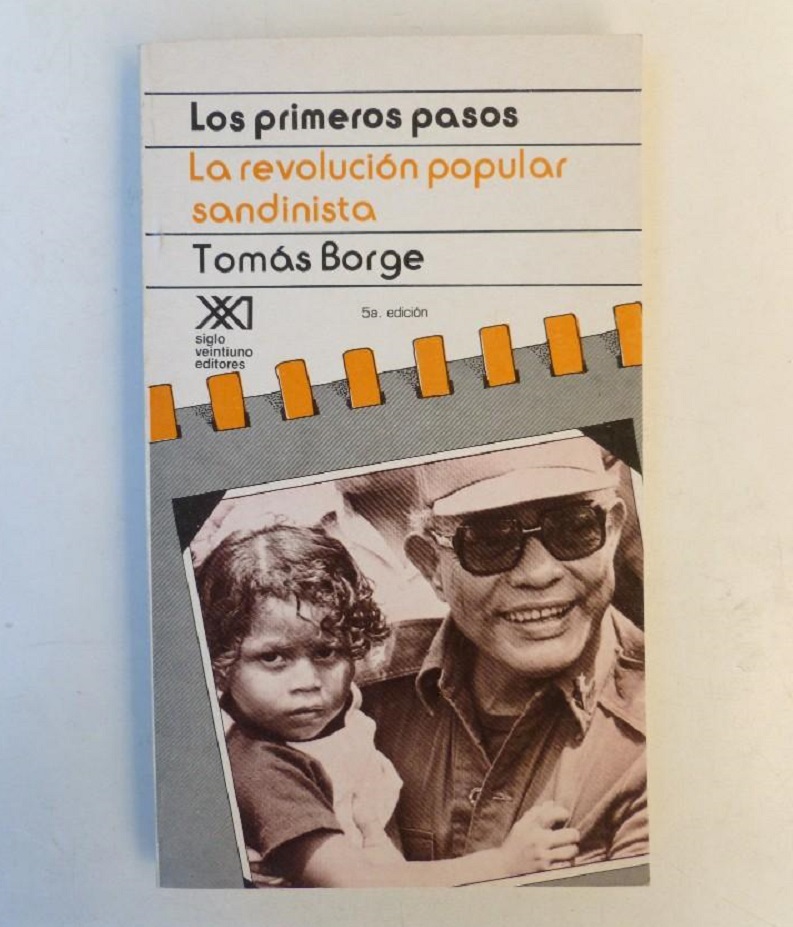 Los primeros pasos
La revolución popular
sandinista
Tomás Borge
5a. edición
siglo
veintiuno
editores